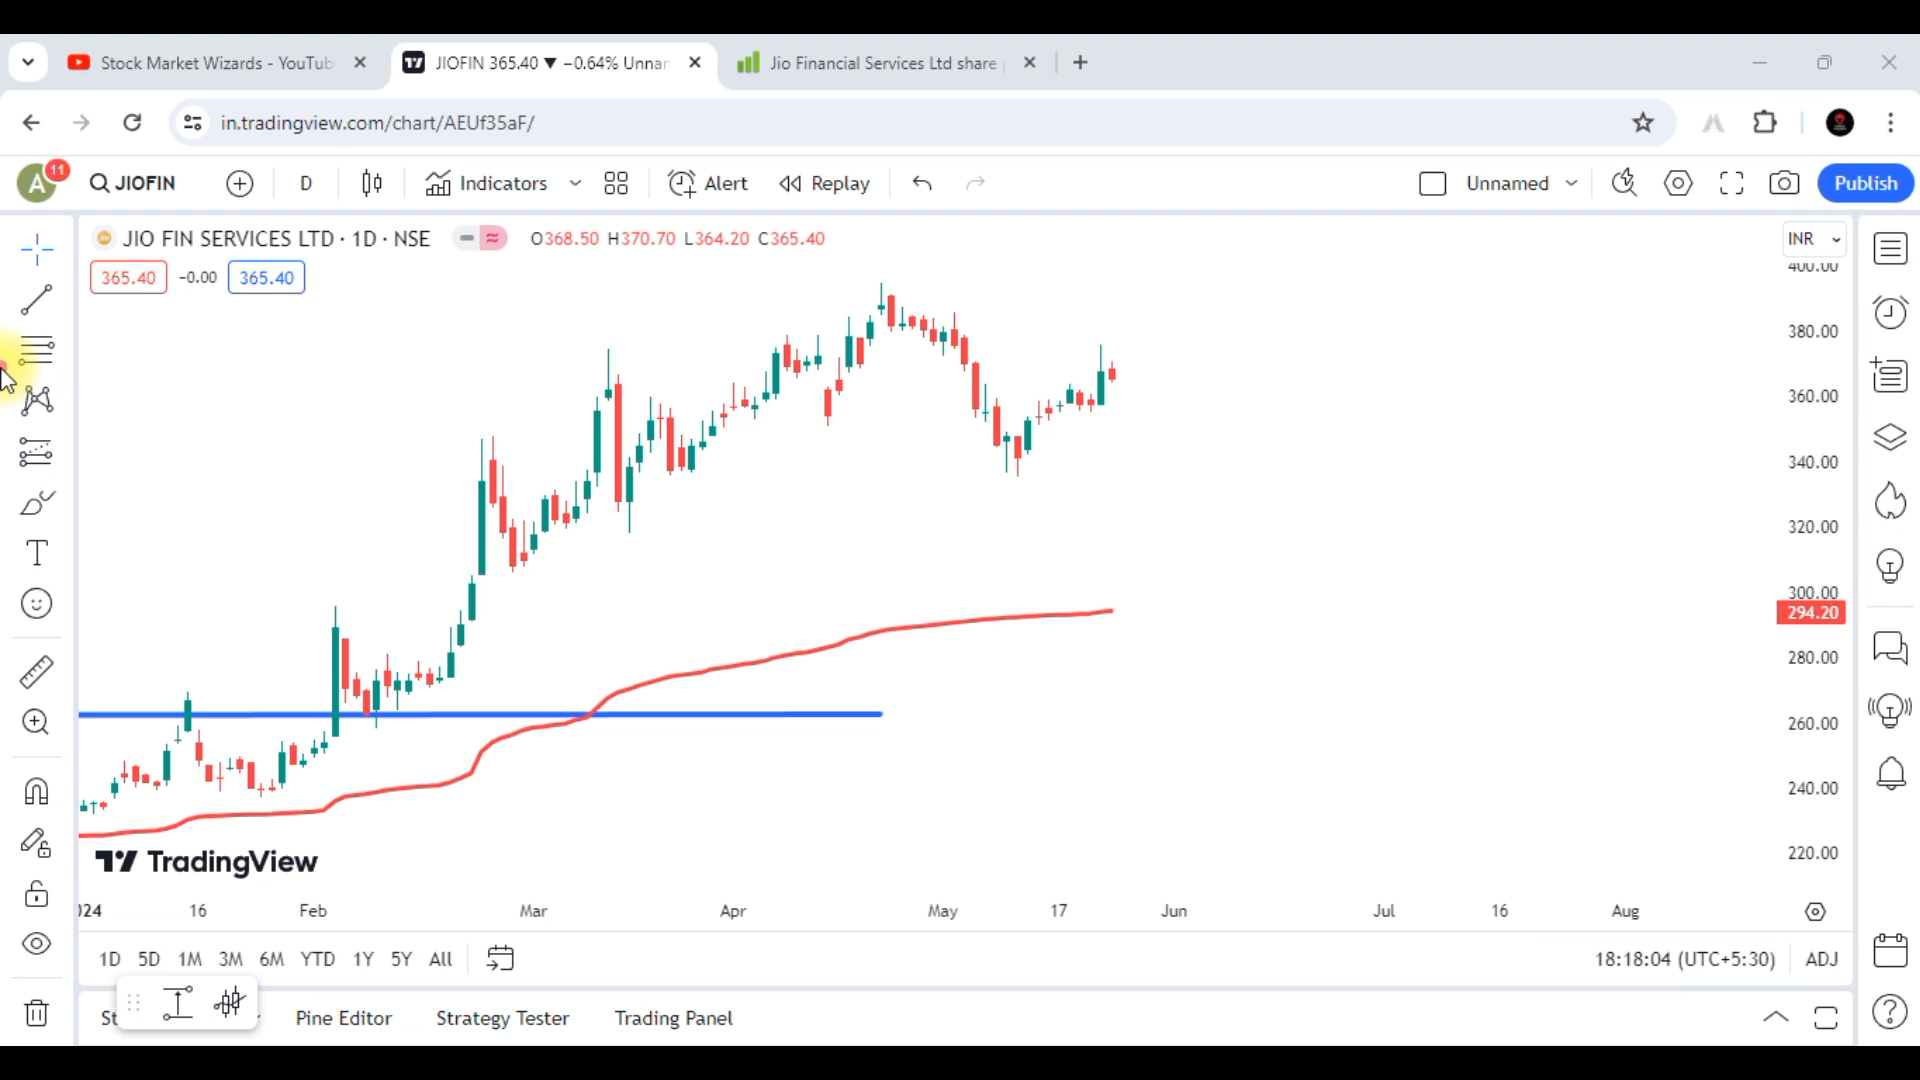 Stock Market Wizards - YouTub
JIOFIN 365.40 ▼ −0.64% Unnan
Jio Financial Services Ltd share
in.tradingview.com/chart/AEUf35aF/
A
11
JIOFIN
D
Indicators
Alert
Replay
Unnamed
Publish
JIO FIN SERVICES LTD · 1D · NSE
O368.50 H370.70 L364.20 C365.40
INR
365.40
-0.00
365.40
400.00
380.00
360.00
340.00
320.00
300.00
294.20
280.00
260.00
240.00
220.00
TradingView
024 16 Feb Mar Apr May 17 Jun Jul 16 Aug
1D 5D 1M 3M 6M YTD 1Y 5Y All
18:18:04 (UTC+5:30) ADJ
St
Pine Editor
Strategy Tester
Trading Panel